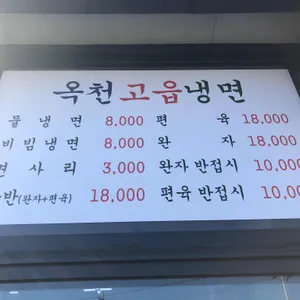 옥천고읍냉면
물냉면 8,000 편육 18,000
비빔냉면 8,000 완자 18,000
면사리 3,000 완자 반접시 10,000
반(완자+편육) 18,000 편육 반접시 10,000